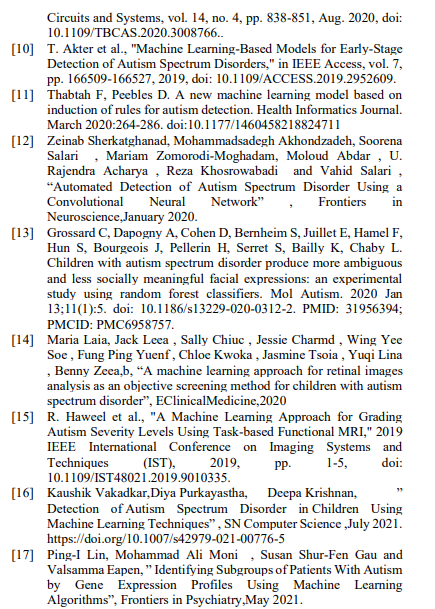 Circuits and Systems, vol. 14, no. 4, pp. 838-851, Aug. 2020, doi:
10.1109/TBCAS.2020.3008766..
[10] T. Akter et al., "Machine Learning-Based Models for Early-Stage
Detection of Autism Spectrum Disorders," in IEEE Access, vol. 7,
pp. 166509-166527, 2019, doi: 10.1109/ACCESS.2019.2952609.
[11] Thabtah F, Peebles D. A new machine learning model based on
induction of rules for autism detection. Health Informatics Journal.
March 2020:264-286. doi:10.1177/1460458218824711
[12] Zeinab Sherkatghanad, Mohammadsadegh Akhondzadeh, Soorena
Salari , Mariam Zomorodi-Moghadam, Moloud Abdar , U.
Rajendra Acharya , Reza Khosrowabadi and Vahid Salari ,
“Automated Detection of Autism Spectrum Disorder Using a
Convolutional Neural Network” , Frontiers in
Neuroscience,January 2020.
[13] Grossard C, Dapogny A, Cohen D, Bernheim S, Juillet E, Hamel F,
Hun S, Bourgeois J, Pellerin H, Serret S, Bailly K, Chaby L.
Children with autism spectrum disorder produce more ambiguous
and less socially meaningful facial expressions: an experimental
study using random forest classifiers. Mol Autism. 2020 Jan
13;11(1):5. doi: 10.1186/s13229-020-0312-2. PMID: 31956394;
PMCID: PMC6958757.
[14] Maria Laia, Jack Leea , Sally Chiuc , Jessie Charmd , Wing Yee
Soe , Fung Ping Yuenf , Chloe Kwoka , Jasmine Tsoia , Yuqi Lina
, Benny Zeea,b, “A machine learning approach for retinal images
analysis as an objective screening method for children with autism
spectrum disorder”, EClinicalMedicine,2020
[15] R. Haweel et al., "A Machine Learning Approach for Grading
Autism Severity Levels Using Task-based Functional MRI," 2019
IEEE International Conference on Imaging Systems and
Techniques (IST), 2019, pp. 1-5, doi:
10.1109/IST48021.2019.9010335.
[16] Kaushik Vakadkar,Diya Purkayastha, Deepa Krishnan, ”
Detection of Autism Spectrum Disorder in Children Using
Machine Learning Techniques” , SN Computer Science ,July 2021.
https://doi.org/10.1007/s42979-021-00776-5
[17] Ping-I Lin, Mohammad Ali Moni , Susan Shur-Fen Gau and
Valsamma Eapen, ” Identifying Subgroups of Patients With Autism
by Gene Expression Profiles Using Machine Learning
Algorithms”, Frontiers in Psychiatry,May 2021.